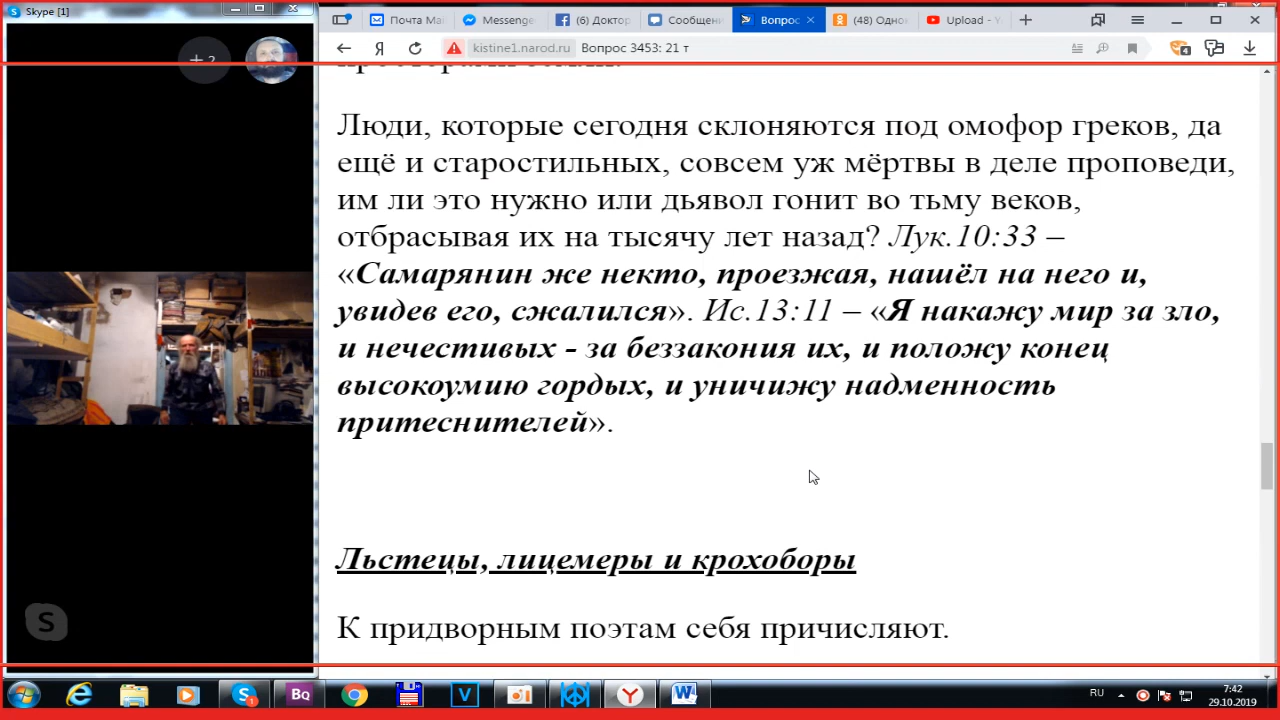 Skype [1]
Почта Ma
Messenge
(6) Доктор
Сообщени
Вопрос
(48) Одно
Upload - Y
Я
kistine1.narod.ru
Вопрос 3453: 21 т
4
+ 2
Люди, которые сегодня склоняются под омофор греков, да
ещё и старостильных, совсем уж мёртвы в деле проповеди,
им ли это нужно или дьявол гонит во тьму веков,
отбрасывая их на тысячу лет назад? Лук.10:33 –
«Самарянин же некто, проезжая, нашёл на него и,
увидев его, сжалился». Ис.13:11 – «Я накажу мир за зло,
и нечестивых - за беззакония их, и положу конец
высокоумию гордых, и уничижу надменность
притеснителей».
Льстецы, лицемеры и крохоборы
К придворным поэтам себя причисляют.
S
RU
7:42
29.10.2019